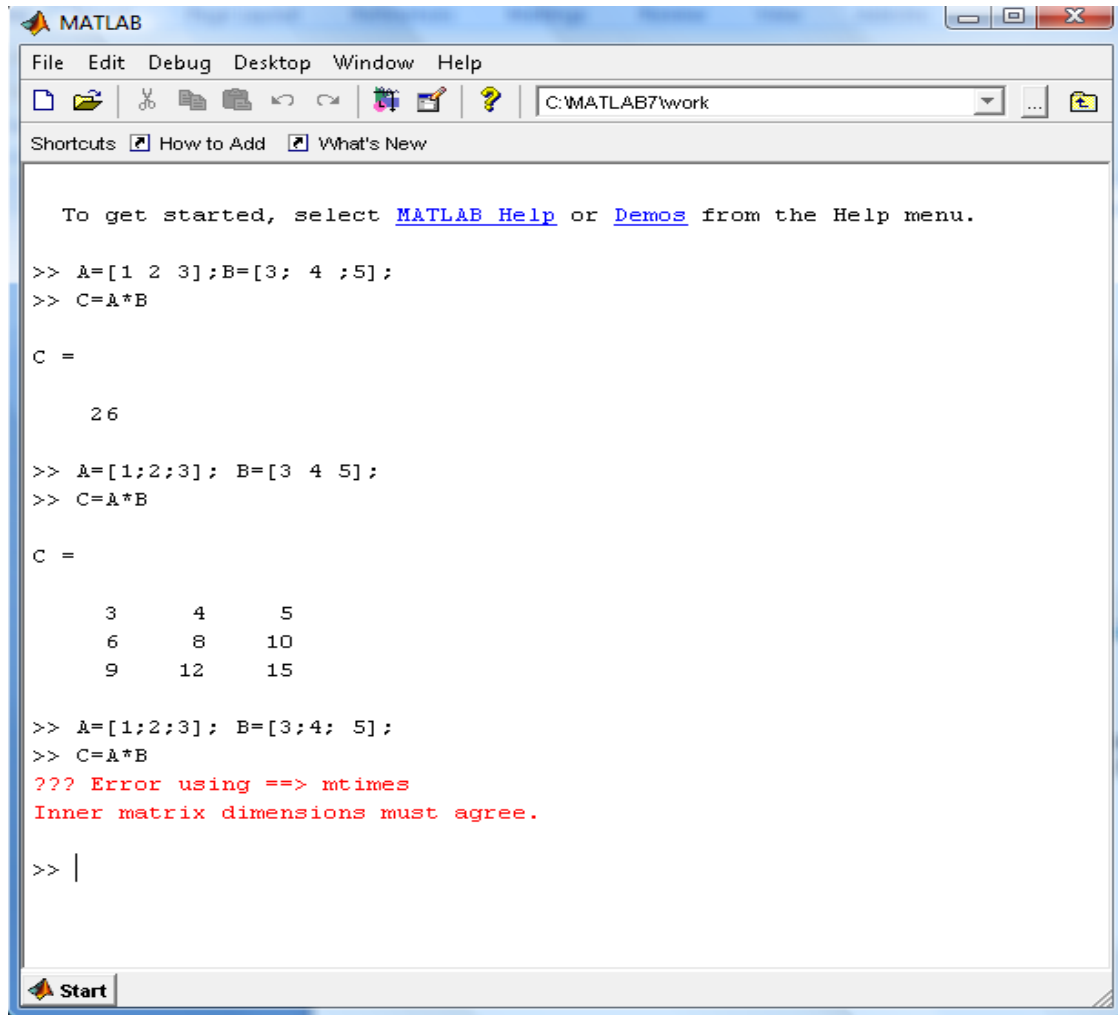 MATLAB
File Edit Debug Desktop Window Help
C:\MATLAB7\work
...
Shortcuts How to Add What's New
To get started, select MATLAB Help or Demos from the Help menu.
>> A=[1 2 3];B=[3; 4 ;5];
>> C=A*B
C =
26
>> A=[1;2;3]; B=[3 4 5];
>> C=A*B
C =
3 4 5
6 8 10
9 12 15
>> A=[1;2;3]; B=[3;4; 5];
>> C=A*B
??? Error using ==> mtimes
Inner matrix dimensions must agree.
>>
Start